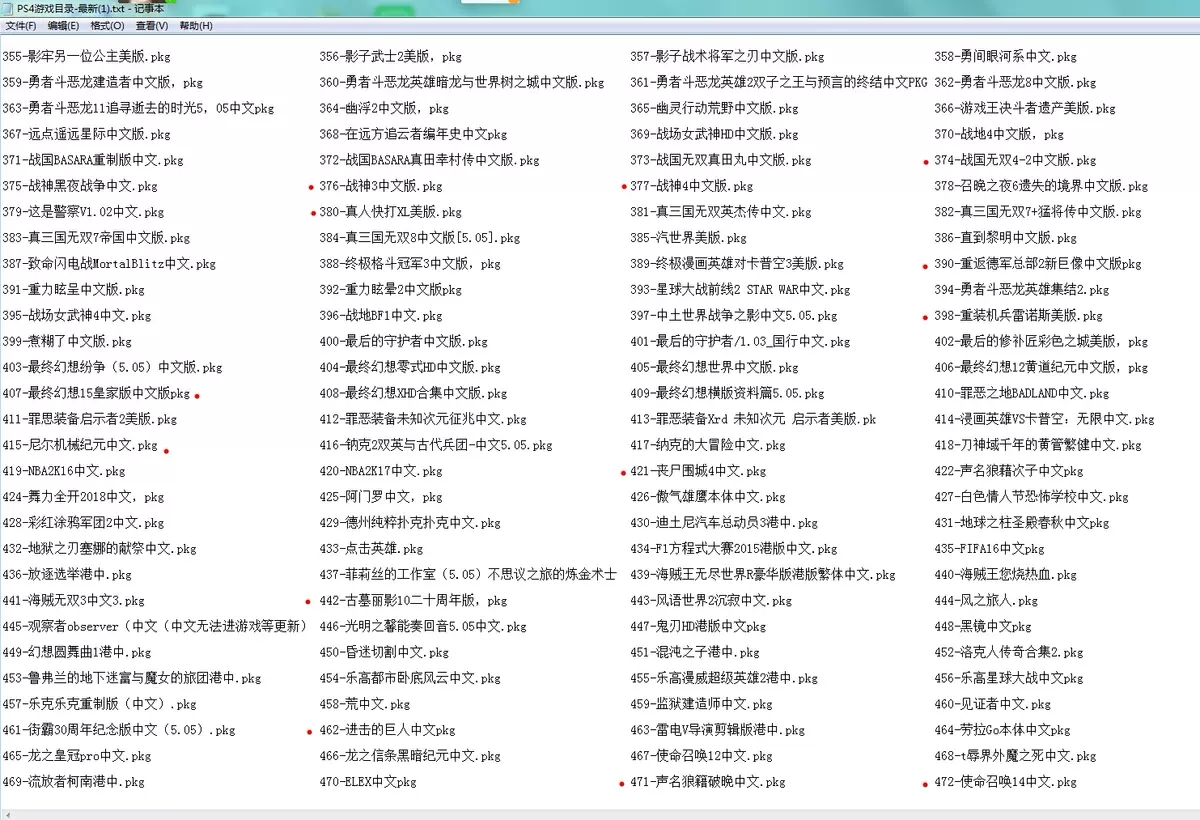 PS4游戏目录-最新(1).txt - 记事本
文件(F) 编辑(E) 格式(O) 查看(V) 帮助(H)
355-影牢另一位公主美版.pkg 356-影子武士2美版，pkg 357-影子战术将军之刃中文版.pkg 358-勇间眼河系中文.pkg
359-勇者斗恶龙建造者中文版，pkg 360-勇者斗恶龙英雄暗龙与世界树之城中文版.pkg 361-勇者斗恶龙英雄2双子之王与预言的终结中文PKG 362-勇者斗恶龙8中文版.pkg
363-勇者斗恶龙11追寻逝去的时光5，05中文pkg 364-幽浮2中文版，pkg 365-幽灵行动荒野中文版.pkg 366-游戏王决斗者遗产美版.pkg
367-远点遥远星际中文版.pkg 368-在远方追云者编年史中文pkg 369-战场女武神HD中文版.pkg 370-战地4中文版，pkg
371-战国BASARA重制版中文.pkg 372-战国BASARA真田幸村传中文版.pkg 373-战国无双真田丸中文版.pkg 374-战国无双4-2中文版.pkg
375-战神黑夜战争中文.pkg 376-战神3中文版.pkg 377-战神4中文版.pkg 378-召晚之夜6遗失的境界中文版.pkg
379-这是警察V1.02中文.pkg 380-真人快打XL美版.pkg 381-真三国无双英杰传中文.pkg 382-真三国无双7+猛将传中文版.pkg
383-真三国无双7帝国中文版.pkg 384-真三国无双8中文版[5.05].pkg 385-汽世界美版.pkg 386-直到黎明中文版.pkg
387-致命闪电战MortalBlitz中文.pkg 388-终极格斗冠军3中文版，pkg 389-终极漫画英雄对卡普空3美版.pkg 390-重返德军总部2新巨像中文版pkg
391-重力眩呈中文版.pkg 392-重力眩晕2中文版pkg 393-星球大战前线2 STAR WAR中文.pkg 394-勇者斗恶龙英雄集结2.pkg
395-战场女武神4中文.pkg 396-战地BF1中文.pkg 397-中土世界战争之影中文5.05.pkg 398-重装机兵雷诺斯美版.pkg
399-煮糊了中文版.pkg 400-最后的守护者中文版.pkg 401-最后的守护者/1.03_国行中文.pkg 402-最后的修补匠彩色之城美版，pkg
403-最终幻想纷争（5.05）中文版.pkg 404-最终幻想零式HD中文版.pkg 405-最终幻想世界中文版.pkg 406-最终幻想12黄道纪元中文版，pkg
407-最终幻想15皇家版中文版pkg 408-最终幻想XHD合集中文版.pkg 409-最终幻想横版资料篇5.05.pkg 410-罪恶之地BADLAND中文.pkg
411-罪思装备启示者2美版.pkg 412-罪恶装备未知次元征兆中文.pkg 413-罪恶装备Xrd 未知次元 启示者美版.pk 414-漫画英雄VS卡普空：无限中文.pkg
415-尼尔机械纪元中文.pkg 416-钠克2双英与古代兵团-中文5.05.pkg 417-纳克的大冒险中文.pkg 418-刀神域千年的黄管繁健中文.pkg
419-NBA2K16中文.pkg 420-NBA2K17中文.pkg 421-丧尸围城4中文.pkg 422-声名狼藉次子中文pkg
424-舞力全开2018中文，pkg 425-阿门罗中文，pkg 426-傲气雄鹰本体中文.pkg 427-白色情人节恐怖学校中文.pkg
428-彩红涂鸦军团2中文.pkg 429-德州纯粹扑克扑克中文.pkg 430-迪土尼汽车总动员3港中.pkg 431-地球之柱圣殿春秋中文pkg
432-地狱之刃塞娜的献祭中文.pkg 433-点击英雄.pkg 434-F1方程式大赛2015港版中文.pkg 435-FIFA16中文pkg
436-放逐选举港中.pkg 437-菲莉丝的工作室（5.05）不思议之旅的炼金术士 439-海贼王无尽世界R豪华版港版繁体中文.pkg 440-海贼王您烧热血.pkg
441-海贼无双3中文3.pkg 442-古墓丽影10二十周年版，pkg 443-风语世界2沉寂中文.pkg 444-风之旅人.pkg
445-观察者observer（中文（中文无法进游戏等更新） 446-光明之馨能奏回音5.05中文.pkg 447-鬼刃HD港版中文pkg 448-黑镜中文pkg
449-幻想圆舞曲1港中.pkg 450-昏迷切割中文.pkg 451-混沌之子港中.pkg 452-洛克人传奇合集2.pkg
453-鲁弗兰的地下迷富与魔女的旅团港中.pkg 454-乐高都市卧底风云中文.pkg 455-乐高漫威超级英雄2港中.pkg 456-乐高星球大战中文pkg
457-乐克乐克重制版（中文）.pkg 458-荒中文.pkg 459-监狱建造师中文.pkg 460-见证者中文.pkg
461-街霸30周年纪念版中文（5.05）.pkg 462-进击的巨人中文pkg 463-雷电V导演剪辑版港中.pkg 464-劳拉Go本体中文pkg
465-龙之皇冠pro中文.pkg 466-龙之信条黑暗纪元中文.pkg 467-使命召唤12中文.pkg 468-t辱界外魔之死中文.pkg
469-流放者柯南港中.pkg 470-ELEX中文pkg 471-声名狼籍破晚中文.pkg 472-使命召唤14中文.pkg